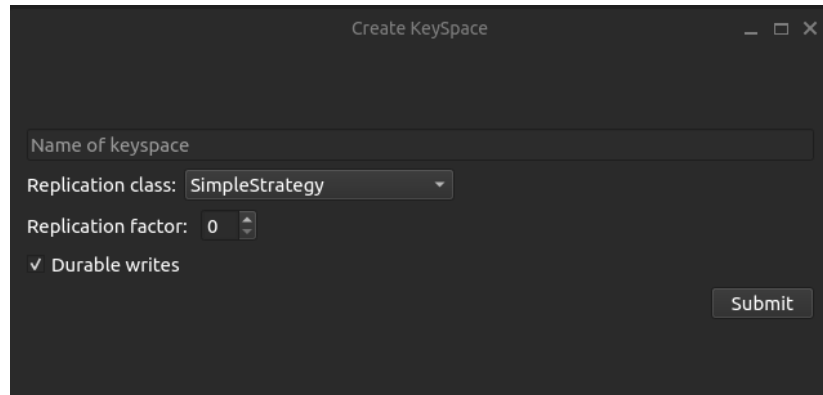 Create KeySpace
Name of keyspace
Replication class: SimpleStrategy
Replication factor: 0
Durable writes
Submit